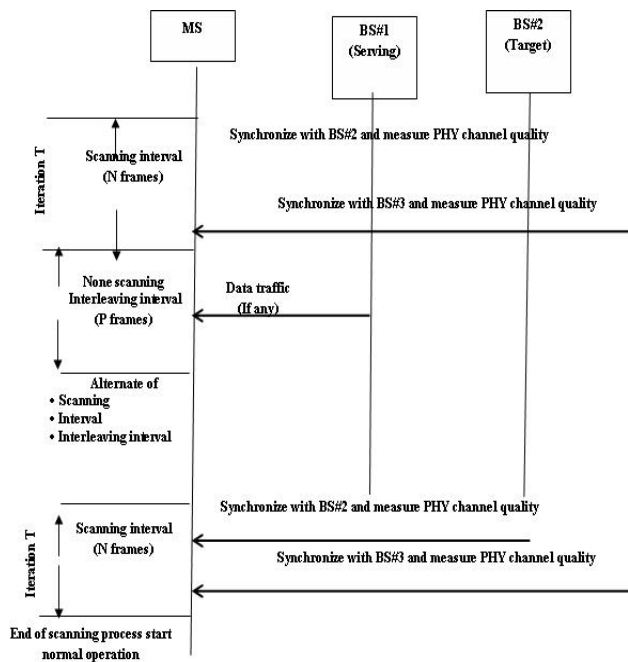 MS
BS#1
(Serving)
BS#2
(Target)
Synchronize with BS#2 and measure PHY channel quality
Iteration T
Scanning interval
(N frames)
Synchronize with BS#3 and measure PHY channel quality
None scanning
Interleaving interval
(P frames)
Data traffic
(If any)
Alternate of
• Scanning
• Interval
• Interleaving interval
Synchronize with BS#2 and measure PHY channel quality
Iteration T
Scanning interval
(N frames)
Synchronize with BS#3 and measure PHY channel quality
End of scanning process start
normal operation